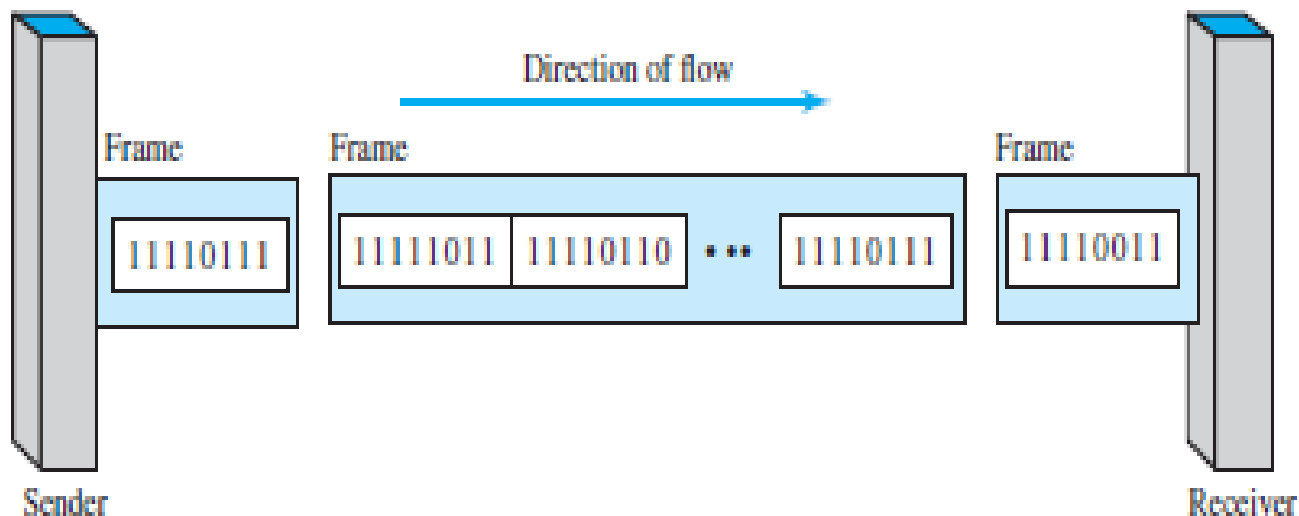 Direction of flow
Frame Frame Frame
11110111 11111011 11110110 ••• 11110111 11110011
Sender Receiver